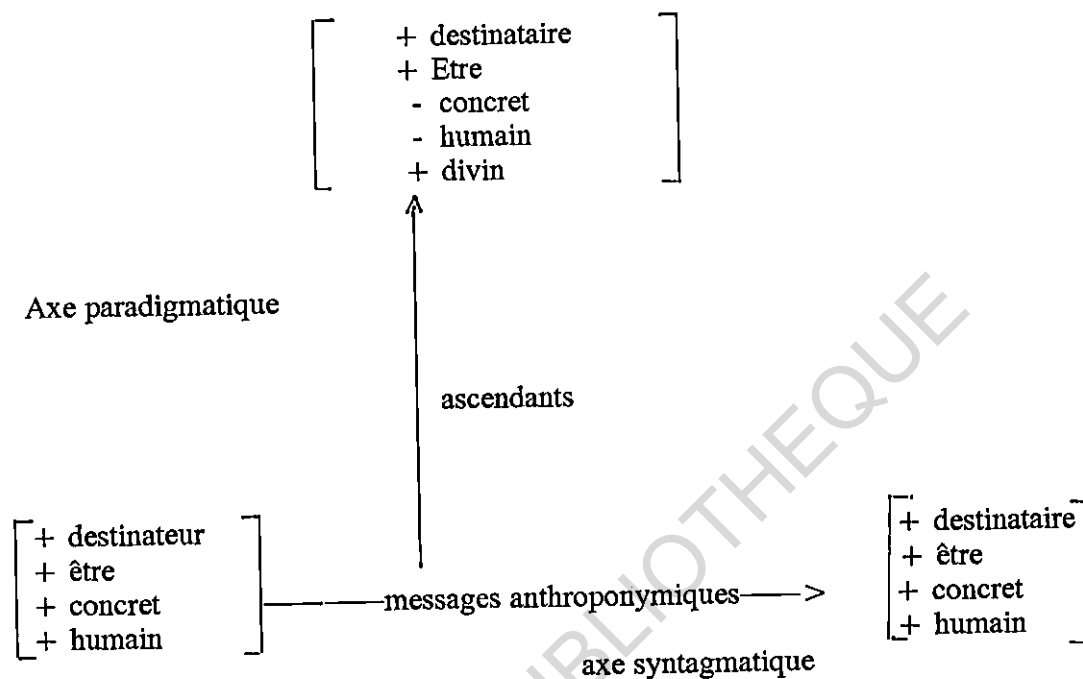 + destinataire
+ Etre
- concret
- humain
+ divin
Axe paradigmatique
ascendants
+ destinateur
+ être
+ concret
+ humain
messages anthroponymiques
+ destinataire
+ être
+ concret
+ humain
axe syntagmatique
BIBLIOTHEQUE